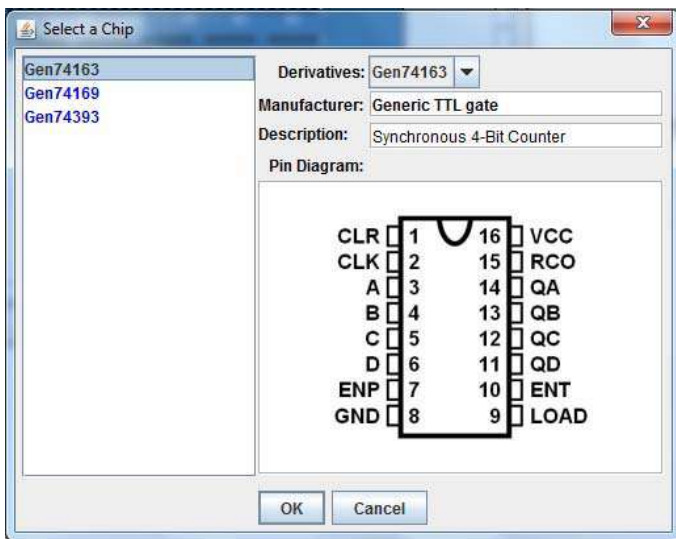 Select a Chip
Gen74163
Gen74169
Gen74393
Derivatives: Gen74163
Manufacturer: Generic TTL gate
Description: Synchronous 4-Bit Counter
Pin Diagram:
CLR 1 16 VCC
CLK 2 15 RCO
A 3 14 QA
B 4 13 QB
C 5 12 QC
D 6 11 QD
ENP 7 10 ENT
GND 8 9 LOAD
OK Cancel